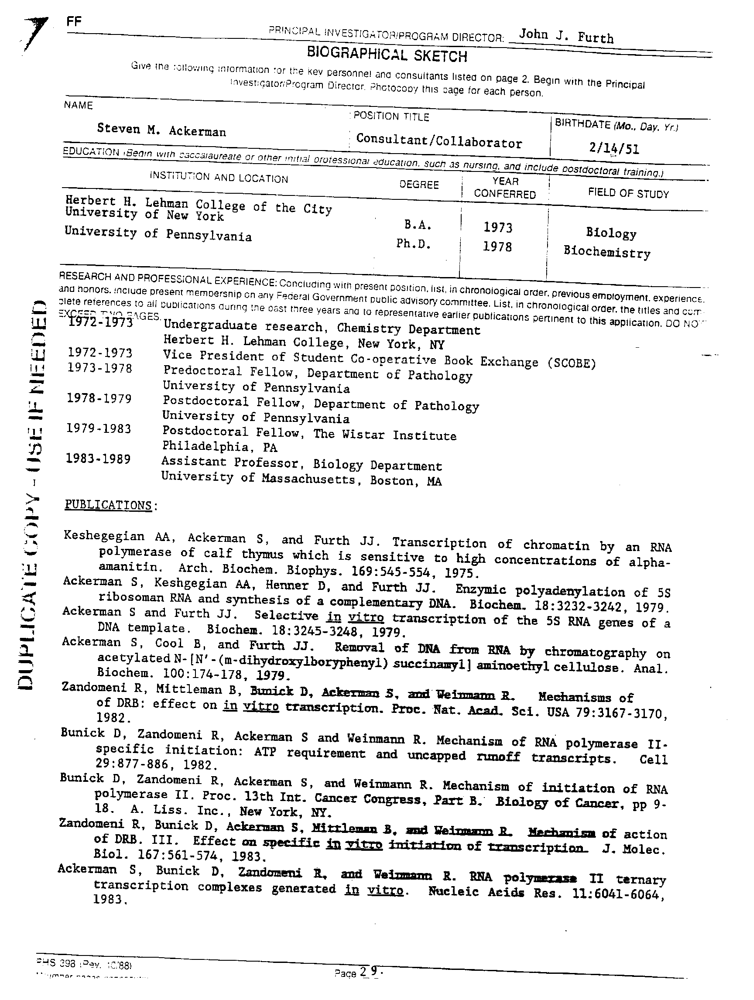 FF
PRINCIPAL INVESTIGATOR/PROGRAM DIRECTOR: John J. Furth
BIOGRAPHICAL SKETCH
Give the following information for the key personnel and consultants listed on page 2. Begin with the Principal
Investigator/Program Director. Photocopy this page for each person.
NAME
POSITION TITLE
BIRTHDATE (Mo., Day, Yr.)
Steven M. Ackerman
Consultant/Collaborator
2/14/51
EDUCATION (Begin with baccalaureate or other initial professional education, such as nursing, and include postdoctoral training.)
INSTITUTION AND LOCATION
DEGREE
YEAR
CONFERRED
FIELD OF STUDY
Herbert H. Lehman College of the City
University of New York
B.A.
1973
Biology
University of Pennsylvania
Ph.D.
1978
Biochemistry
RESEARCH AND PROFESSIONAL EXPERIENCE: Concluding with present position, list, in chronological order, previous employment, experience,
and honors. Include present membership on any Federal Government public advisory committee. List, in chronological order, the titles and com-
plete references to all publications during the past three years and to representative earlier publications pertinent to this application. DO NOT
EXCEED TWO PAGES.
1972-1973 Undergraduate research, Chemistry Department
Herbert H. Lehman College, New York, NY
1972-1973 Vice President of Student Co-operative Book Exchange (SCOBE)
1973-1978 Predoctoral Fellow, Department of Pathology
University of Pennsylvania
1978-1979 Postdoctoral Fellow, Department of Pathology
University of Pennsylvania
1979-1983 Postdoctoral Fellow, The Wistar Institute
Philadelphia, PA
1983-1989 Assistant Professor, Biology Department
University of Massachusetts, Boston, MA
PUBLICATIONS:
Keshegegian AA, Ackerman S, and Furth JJ. Transcription of chromatin by an RNA
polymerase of calf thymus which is sensitive to high concentrations of alpha-
amanitin. Arch. Biochem. Biophys. 169:545-554, 1975.
Ackerman S, Keshgegian AA, Henner D, and Furth JJ. Enzymic polyadenylation of 5S
ribosoman RNA and synthesis of a complementary DNA. Biochem. 18:3232-3242, 1979.
Ackerman S and Furth JJ. Selective in vitro transcription of the 5S RNA genes of a
DNA template. Biochem. 18:3245-3248, 1979.
Ackerman S, Cool B, and Furth JJ. Removal of DNA from RNA by chromatography on
acetylated N-[N'-(m-dihydroxylboryphenyl) succinamyl] aminoethyl cellulose. Anal.
Biochem. 100:174-178, 1979.
Zandomeni R, Mittleman B, Bunick D, Ackerman S, and Weinmann R. Mechanisms of
of DRB: effect on in vitro transcription. Proc. Nat. Acad. Sci. USA 79:3167-3170,
1982.
Bunick D, Zandomeni R, Ackerman S and Weinmann R. Mechanism of RNA polymerase II-
specific initiation: ATP requirement and uncapped runoff transcripts. Cell
29:877-886, 1982.
Bunick D, Zandomeni R, Ackerman S, and Weinmann R. Mechanism of initiation of RNA
polymerase II. Proc. 13th Int. Cancer Congress, Part B. Biology of Cancer, pp 9-
18. A. Liss. Inc., New York, NY.
Zandomeni R, Bunick D, Ackerman S, Mittleman B, and Weinmann R. Mechanism of action
of DRB. III. Effect on specific in vitro initiation of transcription. J. Molec.
Biol. 167:561-574, 1983.
Ackerman S, Bunick D, Zandomeni R, and Weinmann R. RNA polymerase II ternary
transcription complexes generated in vitro. Nucleic Acids Res. 11:6041-6064,
1983.
DUPLICATE COPY - USE IF NEEDED
PHS 398 (Rev. 10/88)
Page 29.